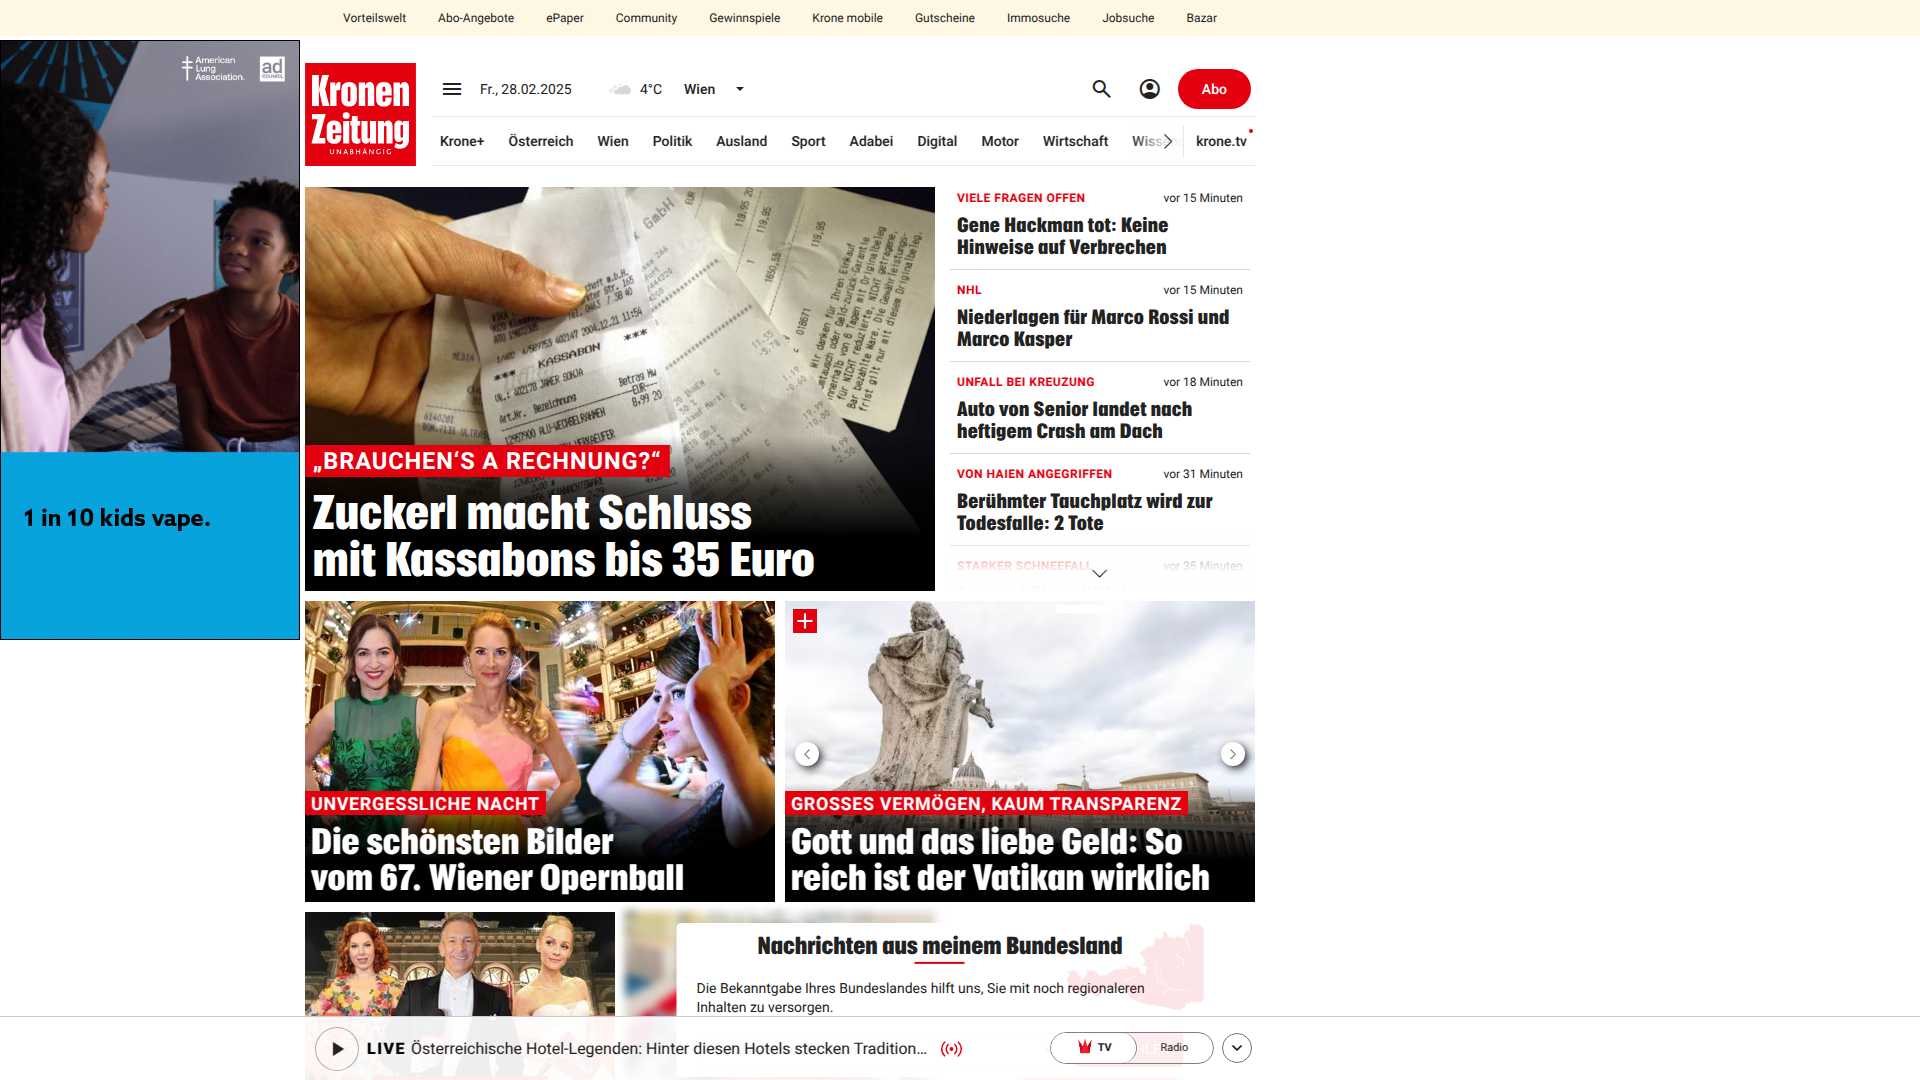 Vorteilswelt
Abo-Angebote
ePaper
Community
Gewinnspiele
Krone mobile
Gutscheine
Immosuche
Jobsuche
Bazar
American
Lung
Association.
ad
COUNCIL
1 in 10 kids vape.
Kronen
Zeitung
UNABHÄNGIG
Fr., 28.02.2025
4°C
Wien
Abo
Krone+
Österreich
Wien
Politik
Ausland
Sport
Adabei
Digital
Motor
Wirtschaft
krone.tv
GmbH
KASSABON
„BRAUCHEN‘S A RECHNUNG?“
Zuckerl macht Schluss
mit Kassabons bis 35 Euro
VIELE FRAGEN OFFEN
vor 15 Minuten
Gene Hackman tot: Keine
Hinweise auf Verbrechen
NHL
vor 15 Minuten
Niederlagen für Marco Rossi und
Marco Kasper
UNFALL BEI KREUZUNG
vor 18 Minuten
Auto von Senior landet nach
heftigem Crash am Dach
VON HAIEN ANGEGRIFFEN
vor 31 Minuten
Berühmter Tauchplatz wird zur
Todesfalle: 2 Tote
STARKER SCHNEEFALL
vor 35 Minuten
UNVERGESSLICHE NACHT
Die schönsten Bilder
vom 67. Wiener Opernball
GROSSES VERMÖGEN, KAUM TRANSPARENZ
Gott und das liebe Geld: So
reich ist der Vatikan wirklich
Nachrichten aus meinem Bundesland
Die Bekanntgabe Ihres Bundeslandes hilft uns, Sie mit noch regionaleren
Inhalten zu versorgen.
LIVE Österreichische Hotel-Legenden: Hinter diesen Hotels stecken Tradition...
TV
Radio